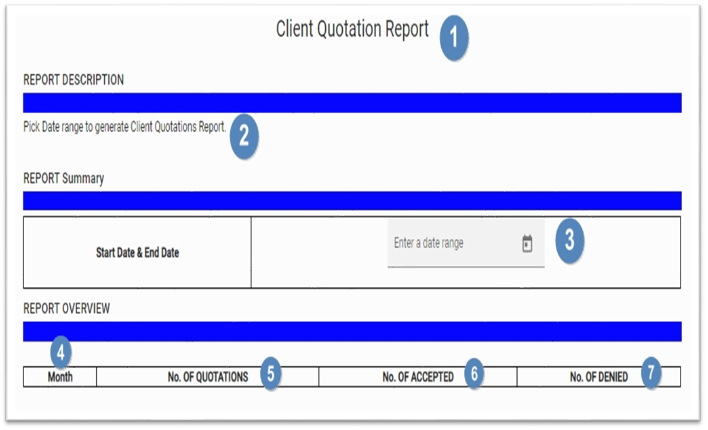 Client Quotation Report 1
REPORT DESCRIPTION
Pick Date range to generate Client Quotations Report. 2
REPORT Summary
Start Date & End Date Enter a date range 3
REPORT OVERVIEW
4
Month No. OF QUOTATIONS 5 No. OF ACCEPTED 6 No. OF DENIED 7